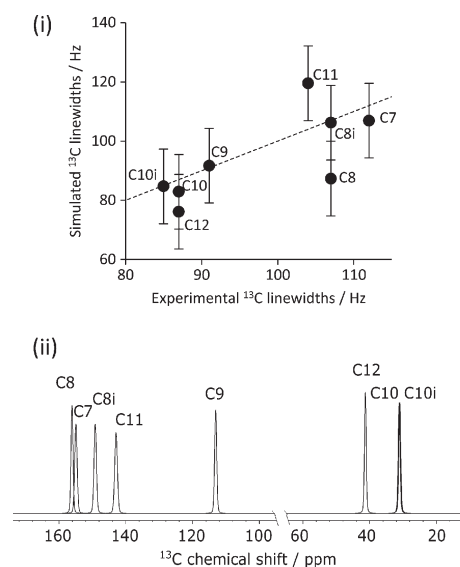 (i)
Simulated ¹³C linewidths / Hz
140
120
100
80
60
C11
C7
C8i
C9
C10i
C10
C8
C12
80 90 100 110
Experimental ¹³C linewidths / Hz
(ii)
C8
C7
C8i
C11
C9
C12
C10 C10i
160 140 120 100 60 40 20
¹³C chemical shift / ppm